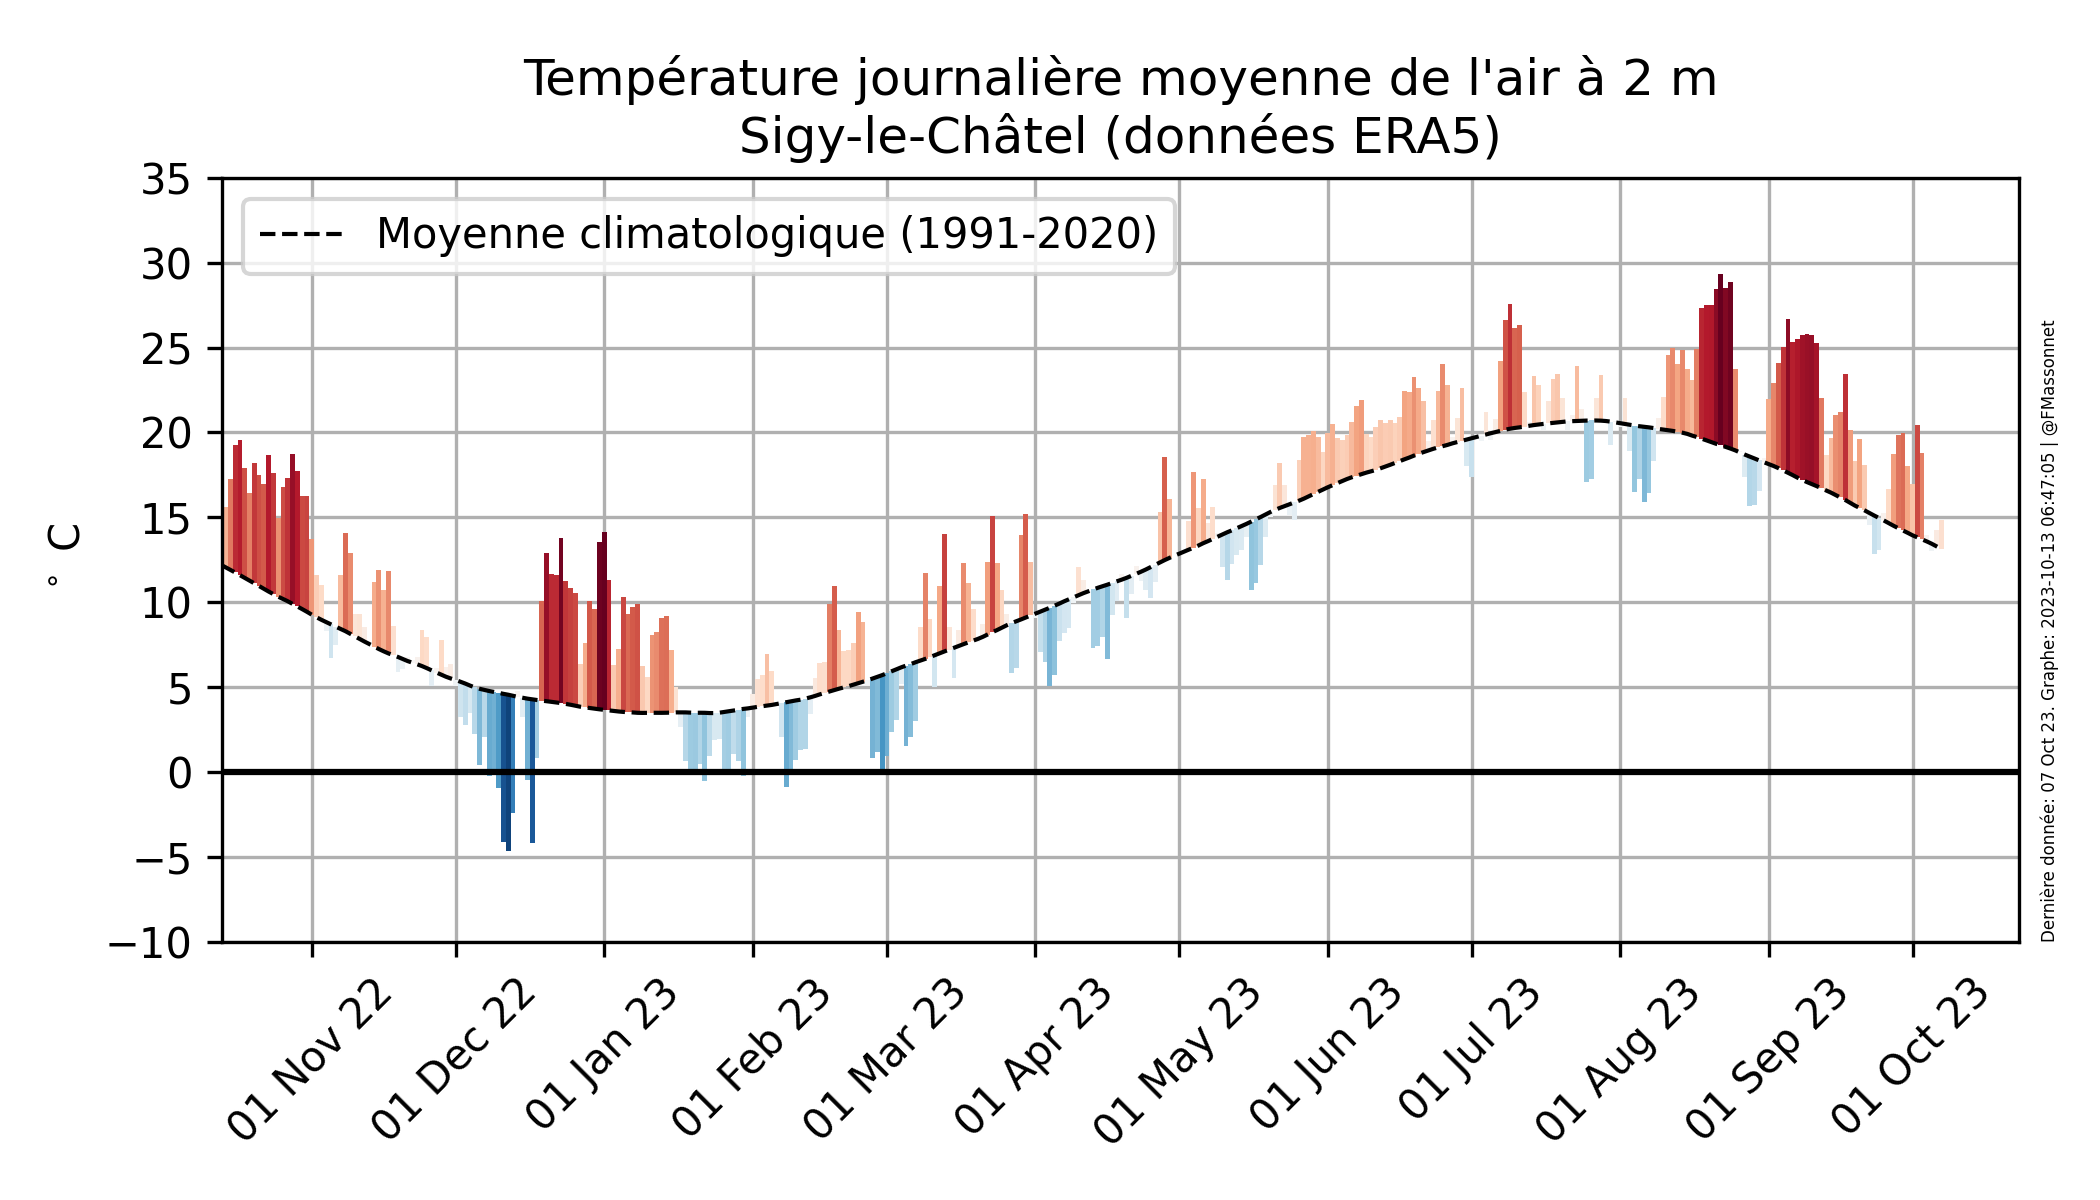 Température journalière moyenne de l'air à 2 m
Sigy-le-Châtel (données ERA5)
Moyenne climatologique (1991-2020)
° C
35
30
25
20
15
10
5
0
−5
−10
01 Nov 22
01 Dec 22
01 Jan 23
01 Feb 23
01 Mar 23
01 Apr 23
01 May 23
01 Jun 23
01 Jul 23
01 Aug 23
01 Sep 23
01 Oct 23
Dernière donnée: 07 Oct 23. Graphe: 2023-10-13 06:47:05 | @FMassonnet